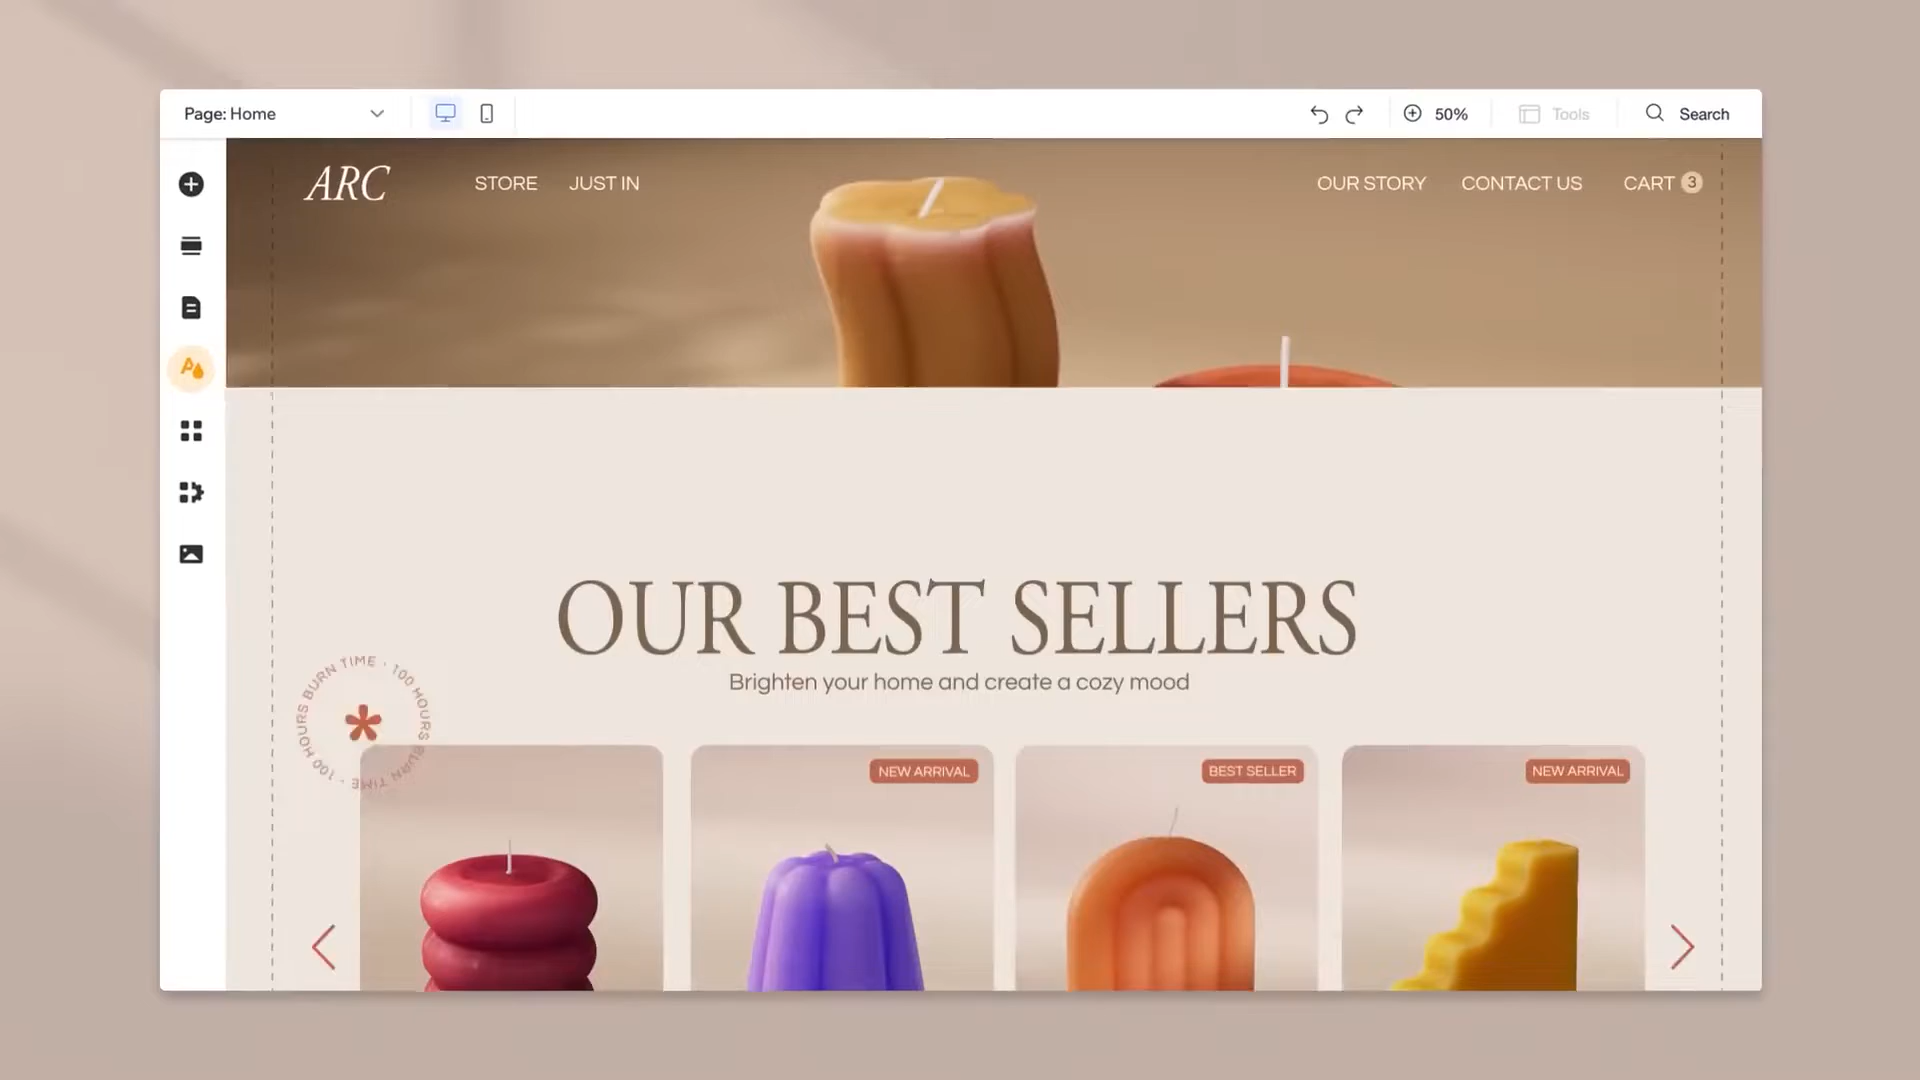 Page: Home
50%
Tools
Search
ARC
STORE
JUST IN
OUR STORY
CONTACT US
CART 3
OUR BEST SELLERS
Brighten your home and create a cozy mood
100 HOURS BURN TIME · 100 HOURS BURN TIME ·
NEW ARRIVAL
BEST SELLER
NEW ARRIVAL